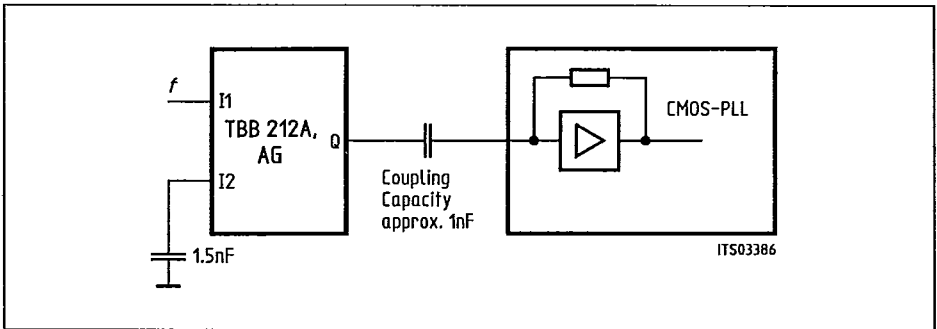 f
I1
TBB 212A,
AG
Q
I2
1.5nF
Coupling
Capacity
approx. 1nF
CMOS-PLL
ITS03386